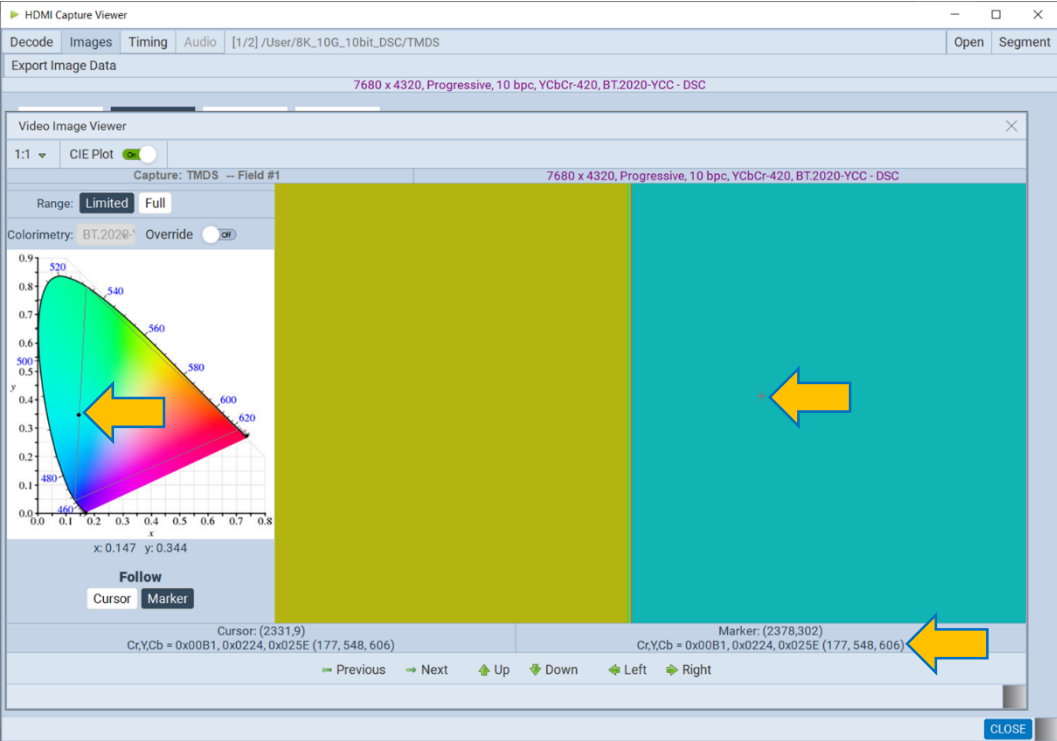 HDMI Capture Viewer
Decode Images Timing Audio [1/2] /User/8K_10G_10bit_DSC/TMDS Open Segment
Export Image Data
7680 x 4320, Progressive, 10 bpc, YCbCr-420, BT.2020-YCC - DSC
Video Image Viewer
1:1 CIE Plot On
Capture: TMDS -- Field #1 7680 x 4320, Progressive, 10 bpc, YCbCr-420, BT.2020-YCC - DSC
Range: Limited Full
Colorimetry: BT.2020-Y Override Off
0.9
520
0.8
540
0.7
560
0.6
500
580
0.5
y
0.4
600
0.3
620
0.2
480
0.1
460
0.0
0.0 0.1 0.2 0.3 0.4 0.5 0.6 0.7 0.8
x
x: 0.147 y: 0.344
Follow
Cursor Marker
Cursor: (2331,9) Marker: (2378,302)
Cr,Y,Cb = 0x00B1, 0x0224, 0x025E (177, 548, 606) Cr,Y,Cb = 0x00B1, 0x0224, 0x025E (177, 548, 606)
Previous Next Up Down Left Right
CLOSE